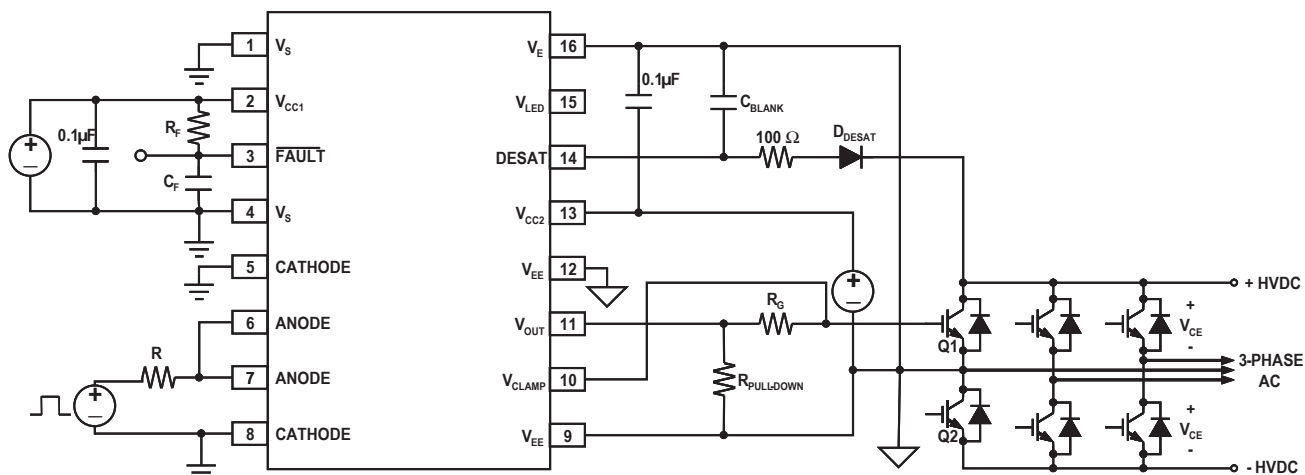 1 V_S
2 V_CC1
3 FAULT
4 V_S
5 CATHODE
6 ANODE
7 ANODE
8 CATHODE
V_E 16
V_LED 15
DESAT 14
V_CC2 13
V_EE 12
V_OUT 11
V_CLAMP 10
V_EE 9
+
–
0.1µF
R_F
C_F
R
+
–
0.1µF
C_BLANK
100 Ω
D_DESAT
+
–
R_G
R_PULL-DOWN
Q1
Q2
+ HVDC
+
V_CE
-
3-PHASE
AC
+
V_CE
-
- HVDC